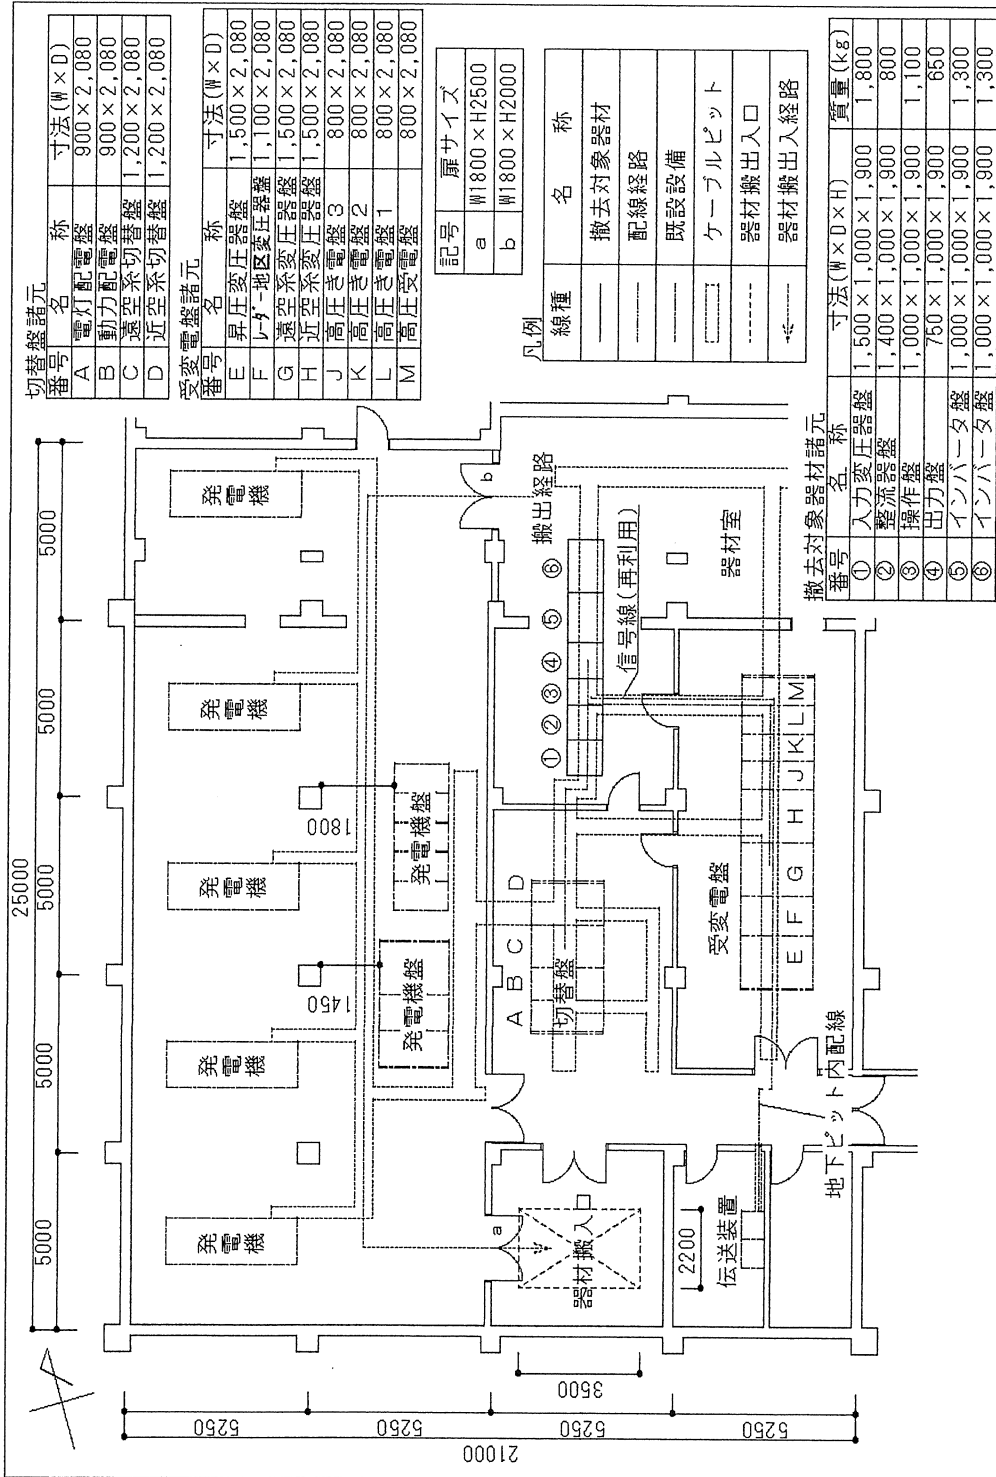 切替盤諸元
番号 名称 寸法(W×D)
A 電灯配電盤 900×2,080
B 動力配電盤 900×2,080
C 遠空系切替盤 1,200×2,080
D 近空系切替盤 1,200×2,080
受変電盤諸元
番号 名称 寸法(W×D)
E 昇圧変圧器盤 1,500×2,080
F ﾚｰﾀﾞｰ地区変圧器盤 1,100×2,080
G 遠空系変圧器盤 1,500×2,080
H 近空系変圧器盤 1,500×2,080
J 高圧き電盤3 800×2,080
K 高圧き電盤2 800×2,080
L 高圧き電盤1 800×2,080
M 高圧受電盤 800×2,080
記号 扉サイズ
a W1800×H2500
b W1800×H2000
凡例
線種 名称
撤去対象器材
配線経路
既設設備
ケーブルピット
器材搬出入口
器材搬出入経路
撤去対象器材諸元
番号 名称 寸法(W×D×H) 質量(kg)
① 入力変圧器盤 1,500×1,000×1,900 1,800
② 整流器盤 1,400×1,000×1,900 800
③ 操作盤 1,000×1,000×1,900 1,100
④ 出力盤 750×1,000×1,900 650
⑤ インバータ盤 1,000×1,000×1,900 1,300
⑥ インバータ盤 1,000×1,000×1,900 1,300
25000
5000 5000 5000 5000 5000
発電機 発電機 発電機 発電機 発電機
1450 1800
発電機盤 発電機盤
発電機盤 発電機盤
a
b
搬出経路
A B C D
切替盤
① ② ③ ④ ⑤ ⑥
信号線(再利用)
器材室
器材搬入口
2200
伝送装置
受変電盤
E F G H J K L M
地下ピット内配線
3500
5250 5250 5250 5250
21000